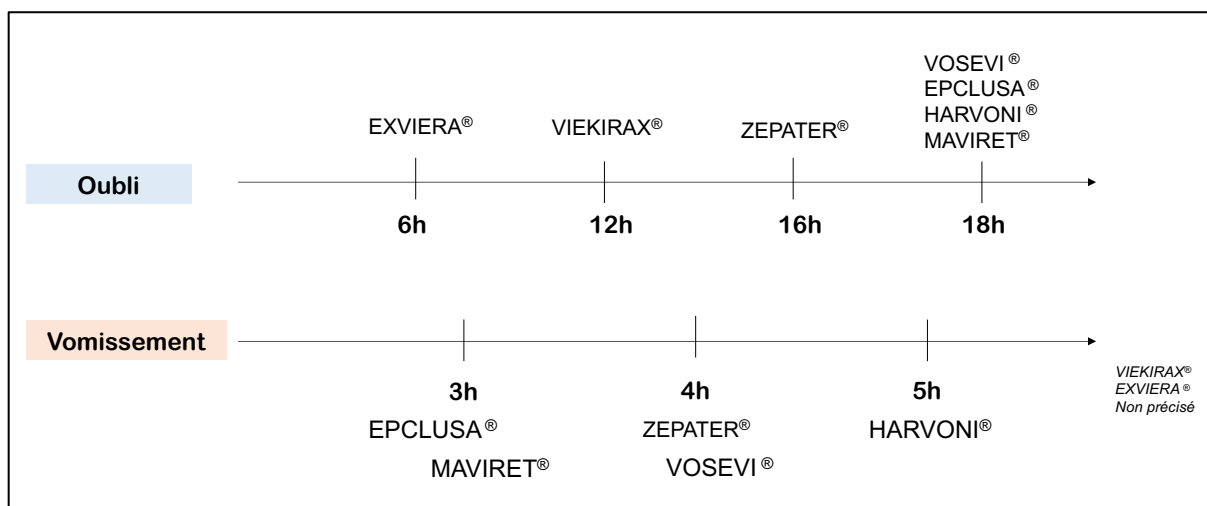 VOSEVI ®
EPCLUSA ®
HARVONI ®
MAVIRET®
EXVIERA®
VIEKIRAX®
ZEPATER®
Oubli
6h
12h
16h
18h
Vomissement
3h
4h
5h
VIEKIRAX®
EXVIERA ®
Non précisé
EPCLUSA ®
ZEPATER®
HARVONI®
MAVIRET®
VOSEVI ®